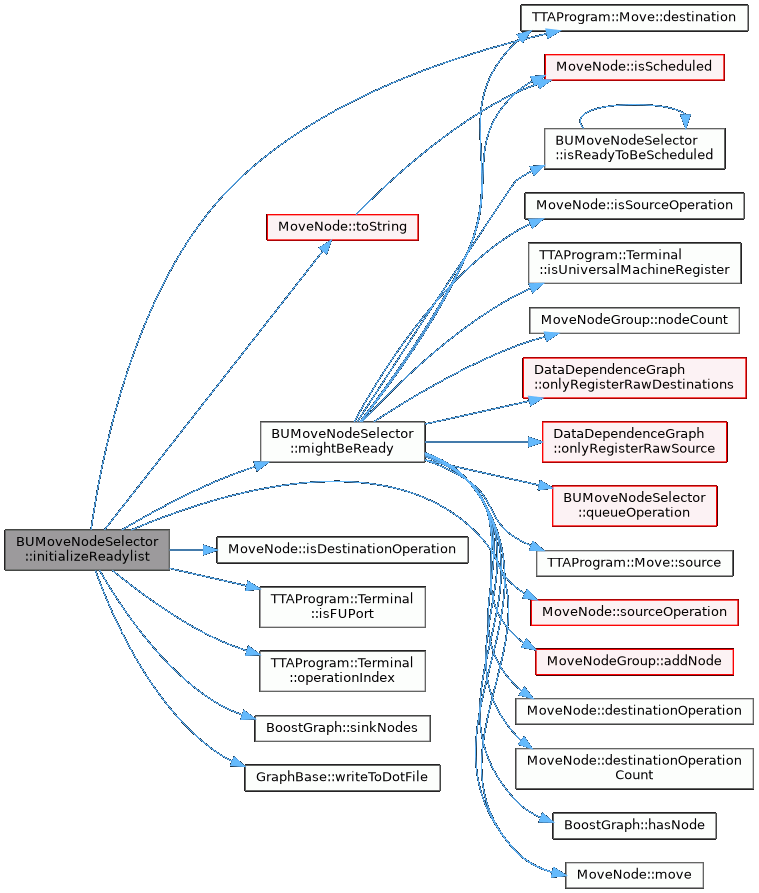 TTAProgram::Move::destination
MoveNode::isScheduled
BUMoveNodeSelector
::isReadyToBeScheduled
MoveNode::isSourceOperation
MoveNode::toString
TTAProgram::Terminal
::isUniversalMachineRegister
MoveNodeGroup::nodeCount
DataDependenceGraph
::onlyRegisterRawDestinations
BUMoveNodeSelector
::mightBeReady
DataDependenceGraph
::onlyRegisterRawSource
BUMoveNodeSelector
::queueOperation
BUMoveNodeSelector
::initializeReadylist
MoveNode::isDestinationOperation
TTAProgram::Move::source
TTAProgram::Terminal
::isFUPort
MoveNode::sourceOperation
TTAProgram::Terminal
::operationIndex
MoveNodeGroup::addNode
MoveNode::destinationOperation
BoostGraph::sinkNodes
MoveNode::destinationOperation
Count
GraphBase::writeToDotFile
BoostGraph::hasNode
MoveNode::move